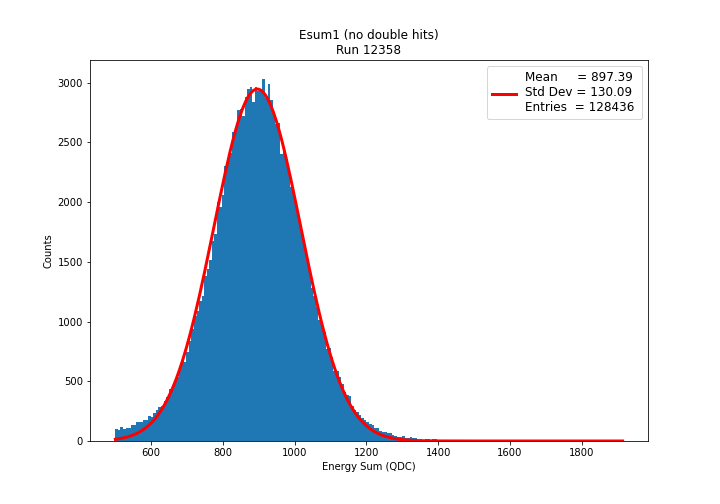 Esum1 (no double hits)
Run 12358
Mean = 897.39
Std Dev = 130.09
Entries = 128436
3000
2500
2000
1500
1000
500
0
Counts
600 800 1000 1200 1400 1600 1800
Energy Sum (QDC)